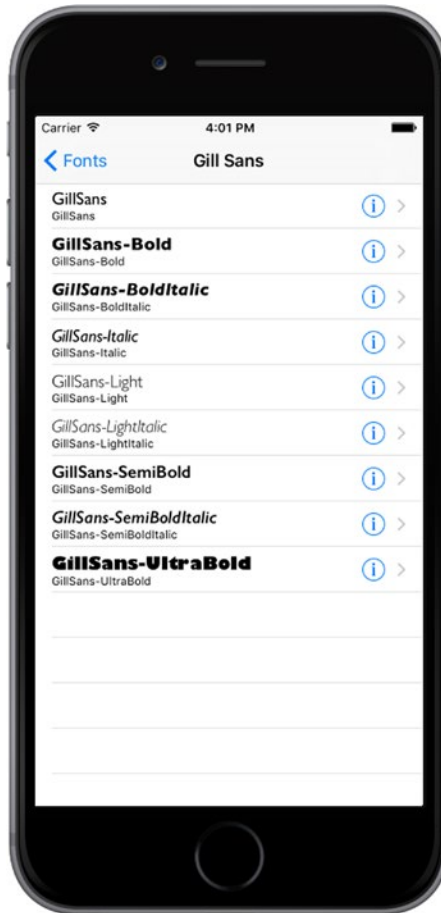 Carrier 4:01 PM
Fonts Gill Sans
GillSans
GillSans
GillSans-Bold
GillSans-Bold
GillSans-BoldItalic
GillSans-BoldItalic
GillSans-Italic
GillSans-Italic
GillSans-Light
GillSans-Light
GillSans-LightItalic
GillSans-LightItalic
GillSans-SemiBold
GillSans-SemiBold
GillSans-SemiBoldItalic
GillSans-SemiBoldItalic
GillSans-UltraBold
GillSans-UltraBold